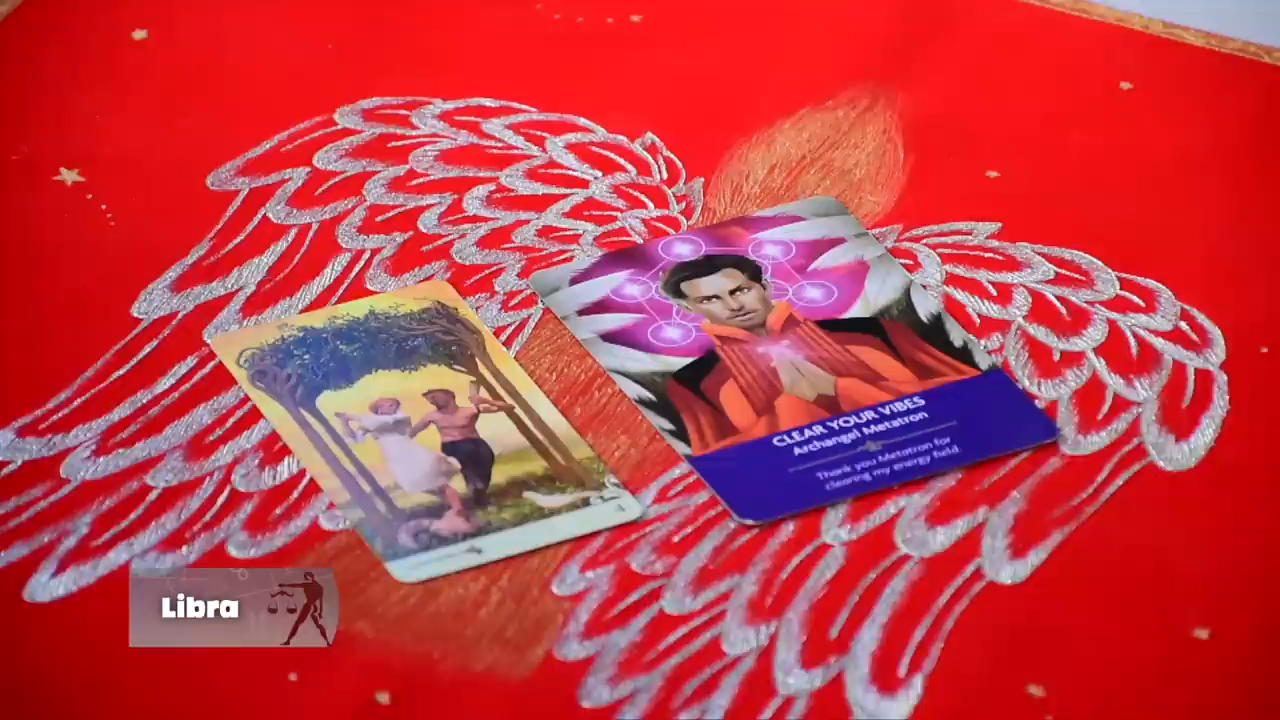 CLEAR YOUR VIBES
Archangel Metatron
Thank you Metatron for
clearing my energy field.
Libra